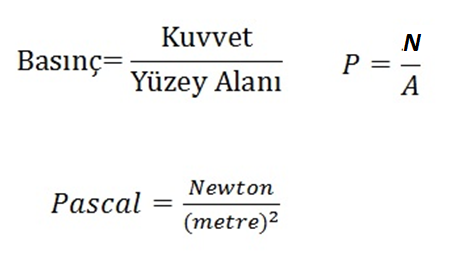 Basınç= Kuvvet / Yüzey Alanı    P = N / A
Pascal = Newton / (metre)²